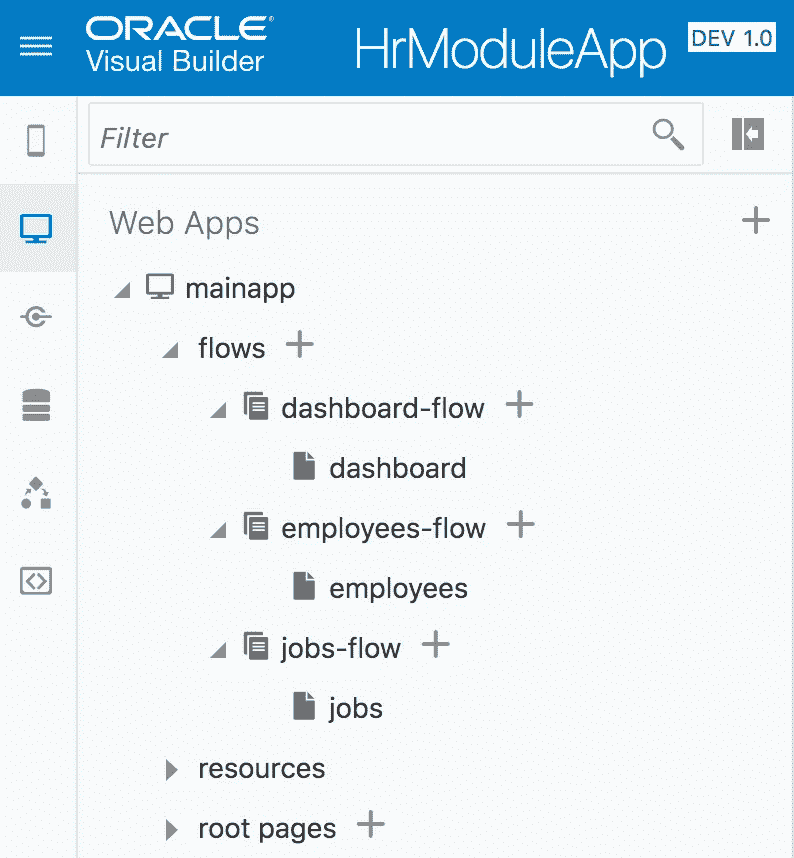 ORACLE®
Visual Builder
HrModuleApp
DEV 1.0
Filter
Web Apps
mainapp
flows
dashboard-flow
dashboard
employees-flow
employees
jobs-flow
jobs
resources
root pages